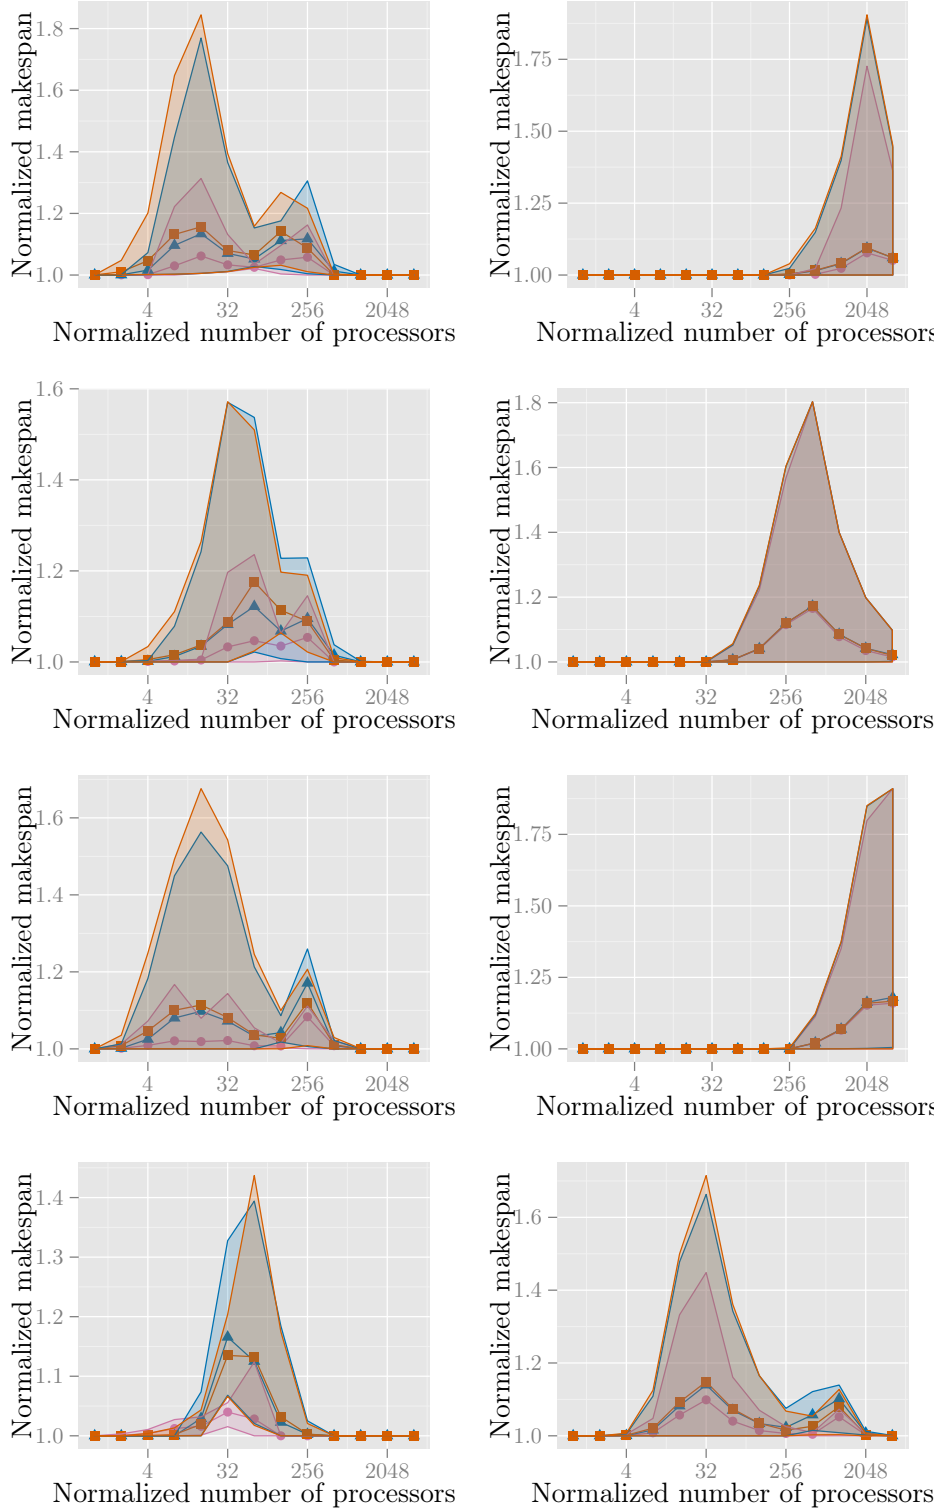 Normalized makespan
1.8
1.6
1.4
1.2
1.0
4 32 256 2048
Normalized number of processors
Normalized makespan
1.75
1.50
1.25
1.00
4 32 256 2048
Normalized number of processors
Normalized makespan
1.6
1.4
1.2
1.0
4 32 256 2048
Normalized number of processors
Normalized makespan
1.8
1.6
1.4
1.2
1.0
4 32 256 2048
Normalized number of processors
Normalized makespan
1.6
1.4
1.2
1.0
4 32 256 2048
Normalized number of processors
Normalized makespan
1.75
1.50
1.25
1.00
4 32 256 2048
Normalized number of processors
Normalized makespan
1.4
1.3
1.2
1.1
1.0
4 32 256 2048
Normalized number of processors
Normalized makespan
1.6
1.4
1.2
1.0
4 32 256 2048
Normalized number of processors